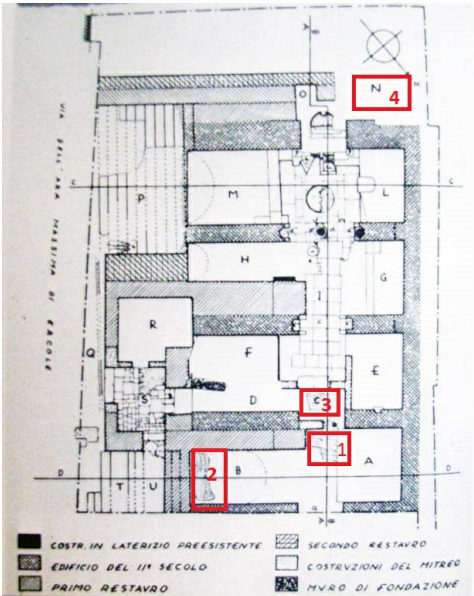 B
A
N
4
O
VIA DELL'ARA MASSIMA DI ERCOLE
C
C
P
M
L
H
G
I
R
F
E
Q
S
D
C
3
1
2
B
A
D
D
T
U
COSTR. IN LATERIZIO PREESISTENTE
SECONDO RESTAURO
EDIFICIO DEL IIº SECOLO
COSTRUZIONI DEL MITREO
PRIMO RESTAURO
MURO DI FONDAZIONE